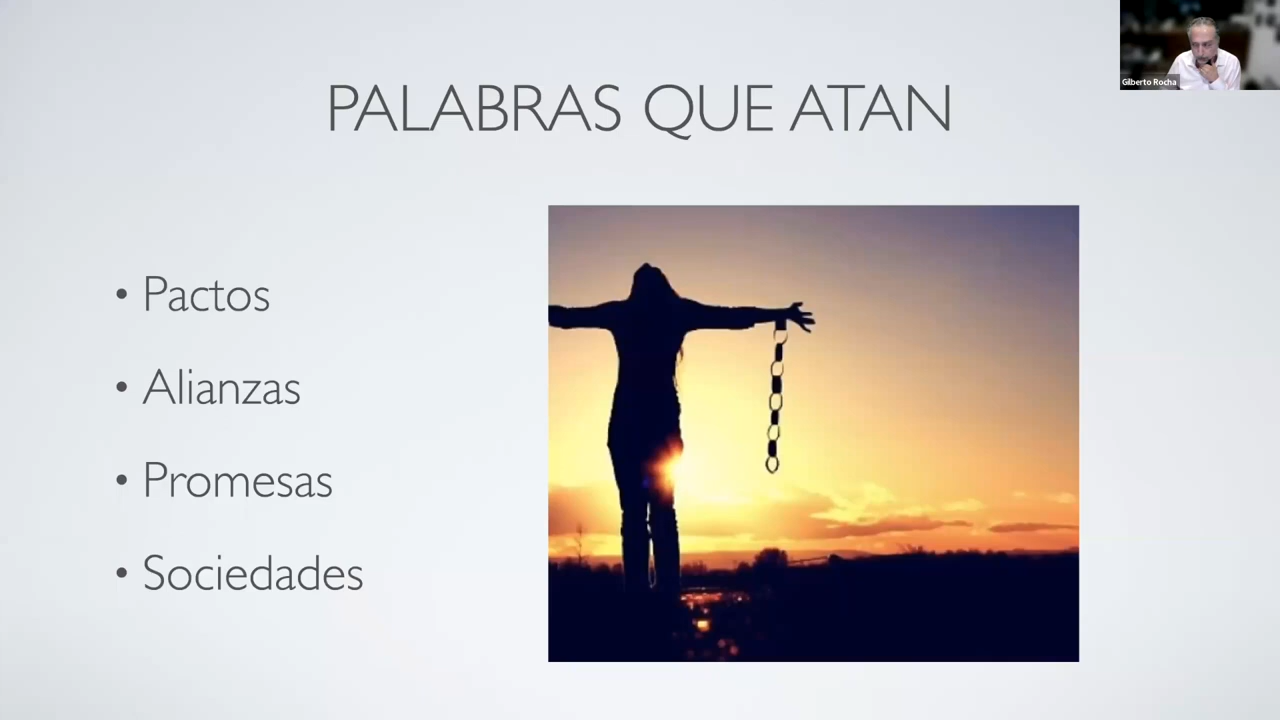 Gilberto Rocha
PALABRAS QUE ATAN
• Pactos
• Alianzas
• Promesas
• Sociedades